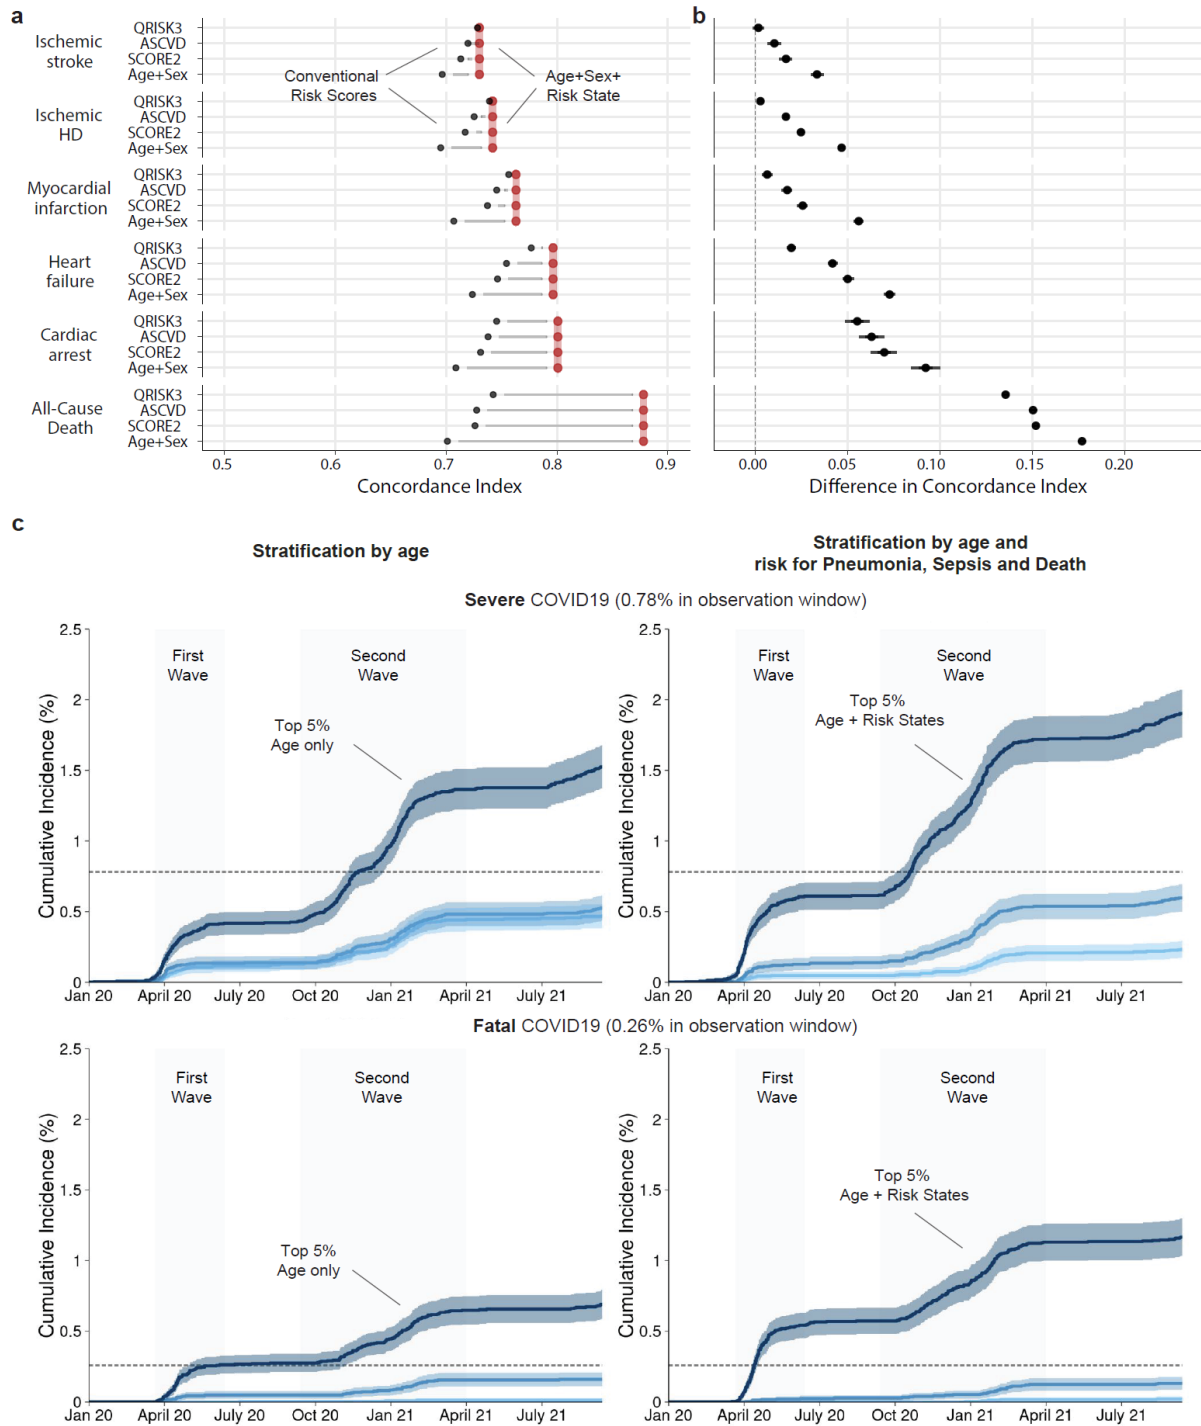 a
b
Ischemic
stroke
QRISK3
ASCVD
SCORE2
Age+Sex
Conventional
Risk Scores
Age+Sex+
Risk State
Ischemic
HD
QRISK3
ASCVD
SCORE2
Age+Sex
Myocardial
infarction
QRISK3
ASCVD
SCORE2
Age+Sex
Heart
failure
QRISK3
ASCVD
SCORE2
Age+Sex
Cardiac
arrest
QRISK3
ASCVD
SCORE2
Age+Sex
All-Cause
Death
QRISK3
ASCVD
SCORE2
Age+Sex
0.5 0.6 0.7 0.8 0.9
Concordance Index
0.00 0.05 0.10 0.15 0.20
Difference in Concordance Index
c
Stratification by age
Stratification by age and
risk for Pneumonia, Sepsis and Death
Severe COVID19 (0.78% in observation window)
Cumulative Incidence (%)
2.5
2
1.5
1
0.5
0
First
Wave
Second
Wave
Top 5%
Age only
Jan 20 April 20 July 20 Oct 20 Jan 21 April 21 July 21
Cumulative Incidence (%)
2.5
2
1.5
1
0.5
0
First
Wave
Second
Wave
Top 5%
Age + Risk States
Jan 20 April 20 July 20 Oct 20 Jan 21 April 21 July 21
Fatal COVID19 (0.26% in observation window)
Cumulative Incidence (%)
2.5
2
1.5
1
0.5
0
First
Wave
Second
Wave
Top 5%
Age only
Jan 20 April 20 July 20 Oct 20 Jan 21 April 21 July 21
Cumulative Incidence (%)
2.5
2
1.5
1
0.5
0
First
Wave
Second
Wave
Top 5%
Age + Risk States
Jan 20 April 20 July 20 Oct 20 Jan 21 April 21 July 21